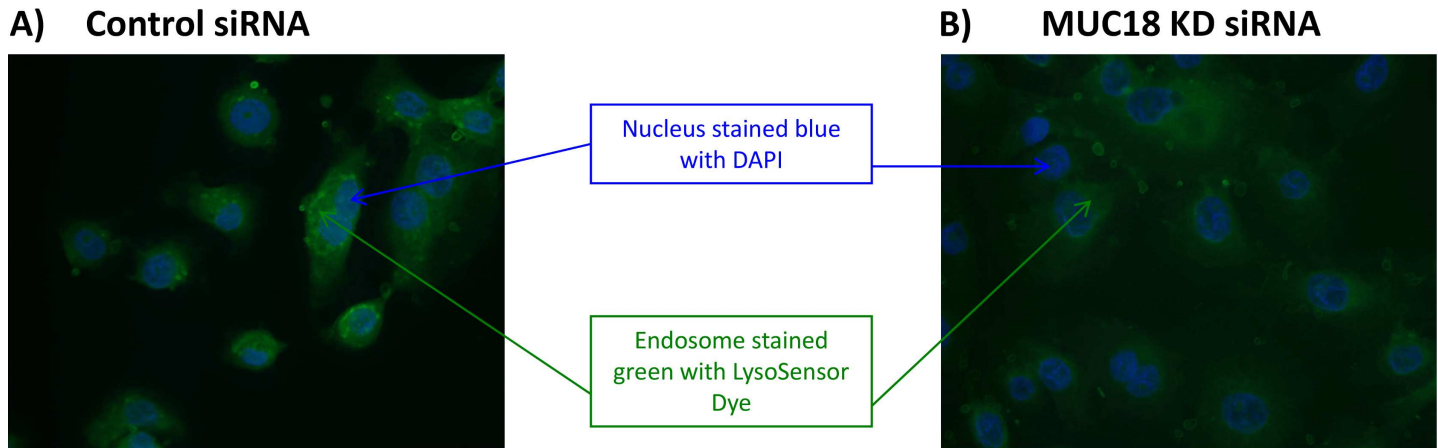 A) Control siRNA
B) MUC18 KD siRNA
Nucleus stained blue
with DAPI
Endosome stained
green with LysoSensor
Dye